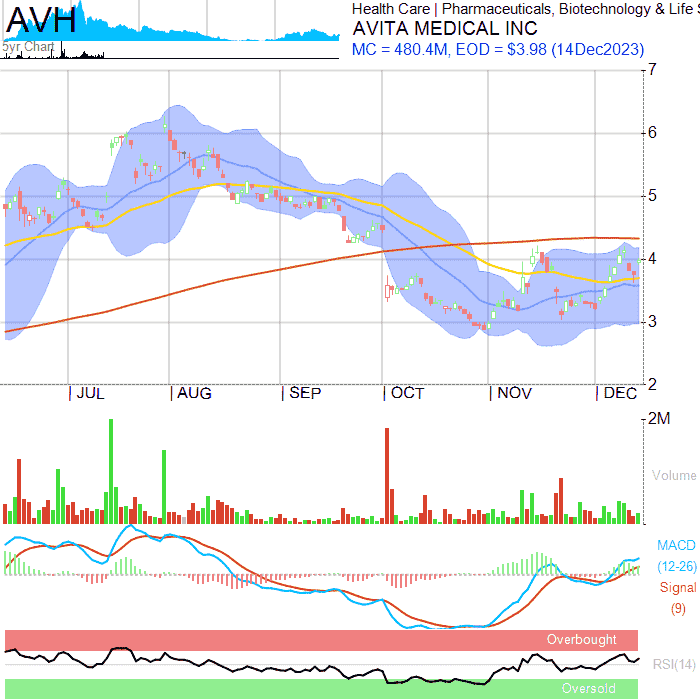 AVH
5yr Chart
Health Care | Pharmaceuticals, Biotechnology & Life S
AVITA MEDICAL INC
MC = 480.4M, EOD = $3.98 (14Dec2023)
7
6
5
4
3
2
JUL AUG SEP OCT NOV DEC
2M
Volume
MACD
(12-26)
Signal
(9)
Overbought
RSI(14)
Oversold